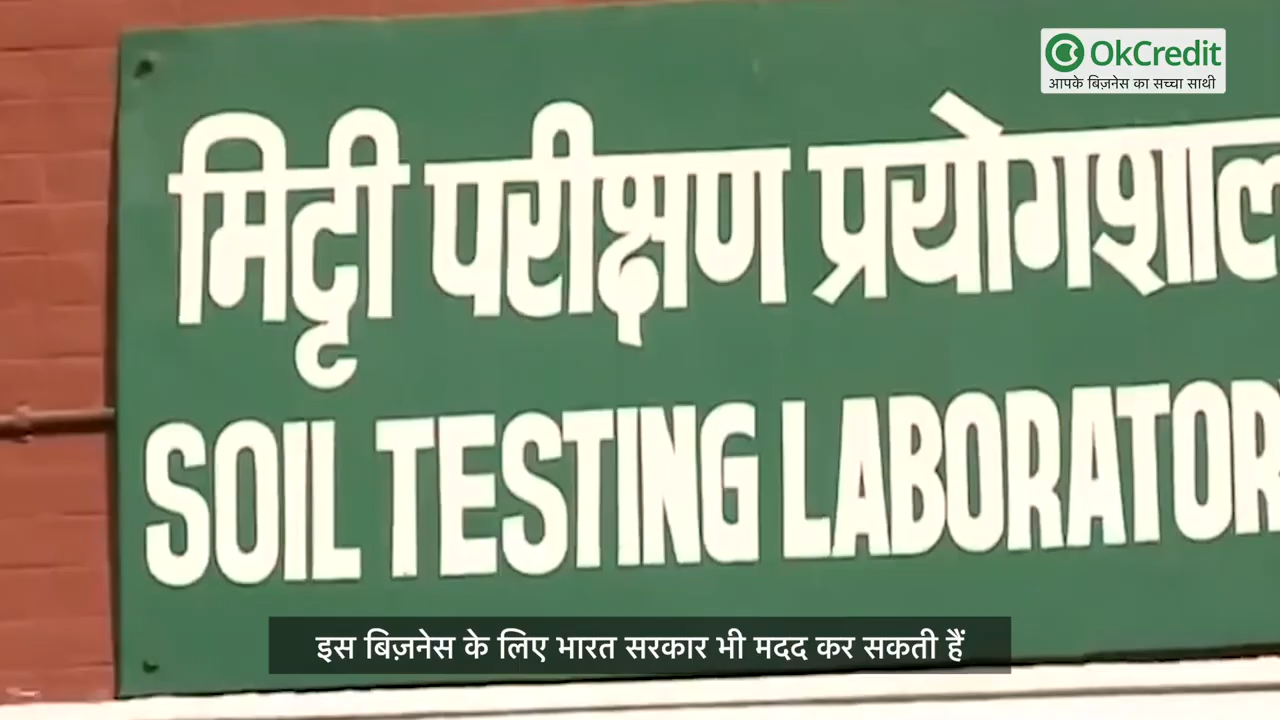 OkCredit
आपके बिज़नेस का सच्चा साथी
मिट्टी परीक्षण प्रयोगशाल
SOIL TESTING LABORATOR
इस बिज़नेस के लिए भारत सरकार भी मदद कर सकती हैं